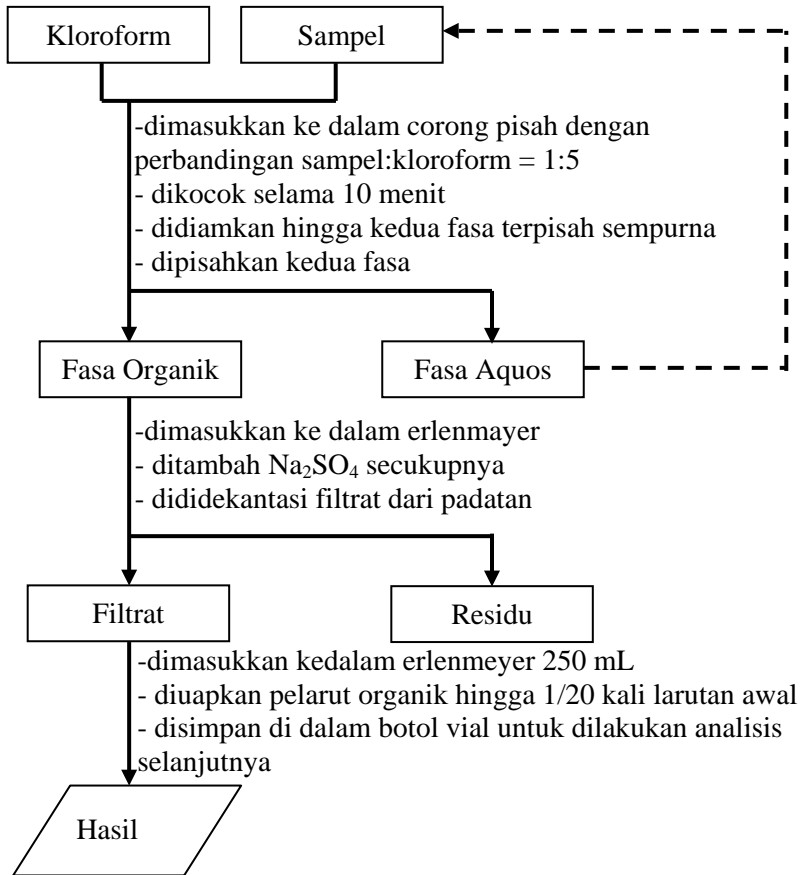 Kloroform
Sampel
-dimasukkan ke dalam corong pisah dengan
perbandingan sampel:kloroform = 1:5
- dikocok selama 10 menit
- didiamkan hingga kedua fasa terpisah sempurna
- dipisahkan kedua fasa
Fasa Organik
Fasa Aquos
-dimasukkan ke dalam erlenmayer
- ditambah Na₂SO₄ secukupnya
- dididekantasi filtrat dari padatan
Filtrat
Residu
-dimasukkan kedalam erlenmeyer 250 mL
- diuapkan pelarut organik hingga 1/20 kali larutan awal
- disimpan di dalam botol vial untuk dilakukan analisis
selanjutnya
Hasil